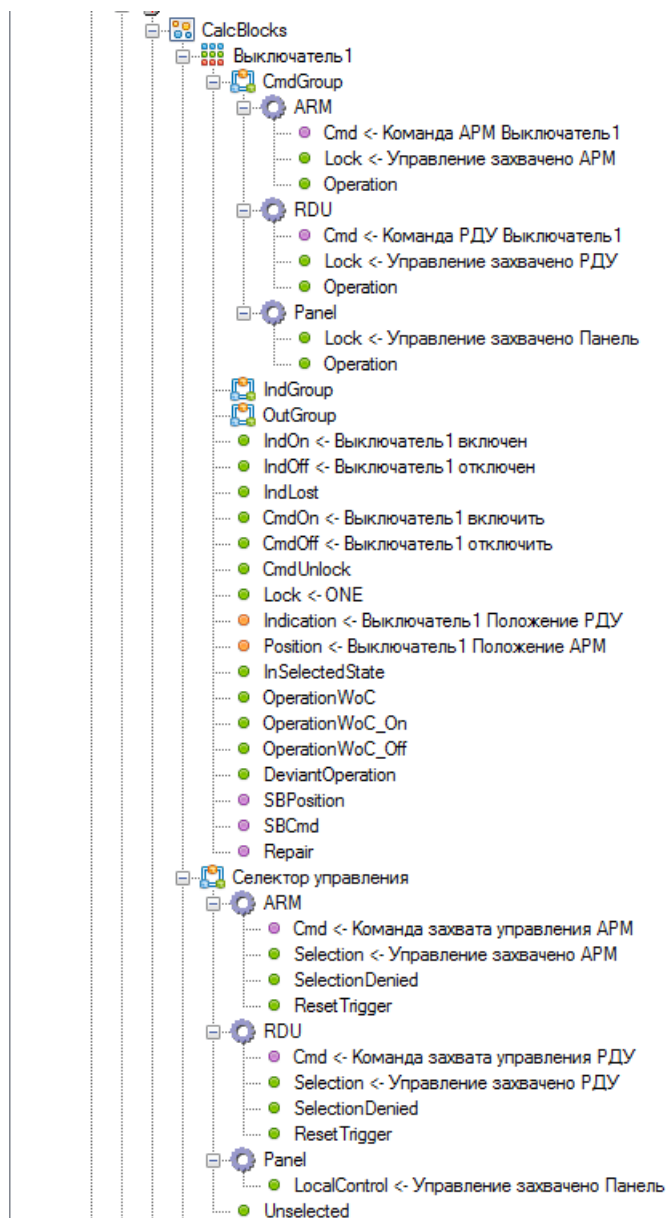 CalcBlocks
Выключатель1
CmdGroup
ARM
Cmd <- Команда АРМ Выключатель1
Lock <- Управление захвачено АРМ
Operation
RDU
Cmd <- Команда РДУ Выключатель1
Lock <- Управление захвачено РДУ
Operation
Panel
Lock <- Управление захвачено Панель
Operation
IndGroup
OutGroup
IndOn <- Выключатель1 включен
IndOff <- Выключатель1 отключен
IndLost
CmdOn <- Выключатель1 включить
CmdOff <- Выключатель1 отключить
CmdUnlock
Lock <- ONE
Indication <- Выключатель1 Положение РДУ
Position <- Выключатель1 Положение АРМ
InSelectedState
OperationWoC
OperationWoC_On
OperationWoC_Off
DeviantOperation
SBPosition
SBCmd
Repair
Селектор управления
ARM
Cmd <- Команда захвата управления АРМ
Selection <- Управление захвачено АРМ
SelectionDenied
ResetTrigger
RDU
Cmd <- Команда захвата управления РДУ
Selection <- Управление захвачено РДУ
SelectionDenied
ResetTrigger
Panel
LocalControl <- Управление захвачено Панель
Unselected